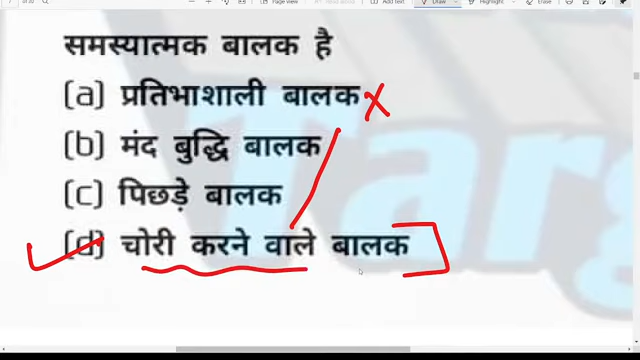 समस्यात्मक बालक है
(a) प्रतिभाशाली बालक
(b) मंद बुद्धि बालक
(c) पिछड़े बालक
(d) चोरी करने वाले बालक